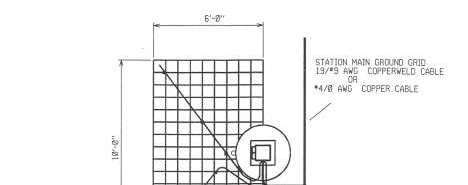 6'-0"
STATION MAIN GROUND GRID
19/#9 AWG COPPERWELD CABLE
OR
#4/0 AWG COPPER CABLE
10'-0"